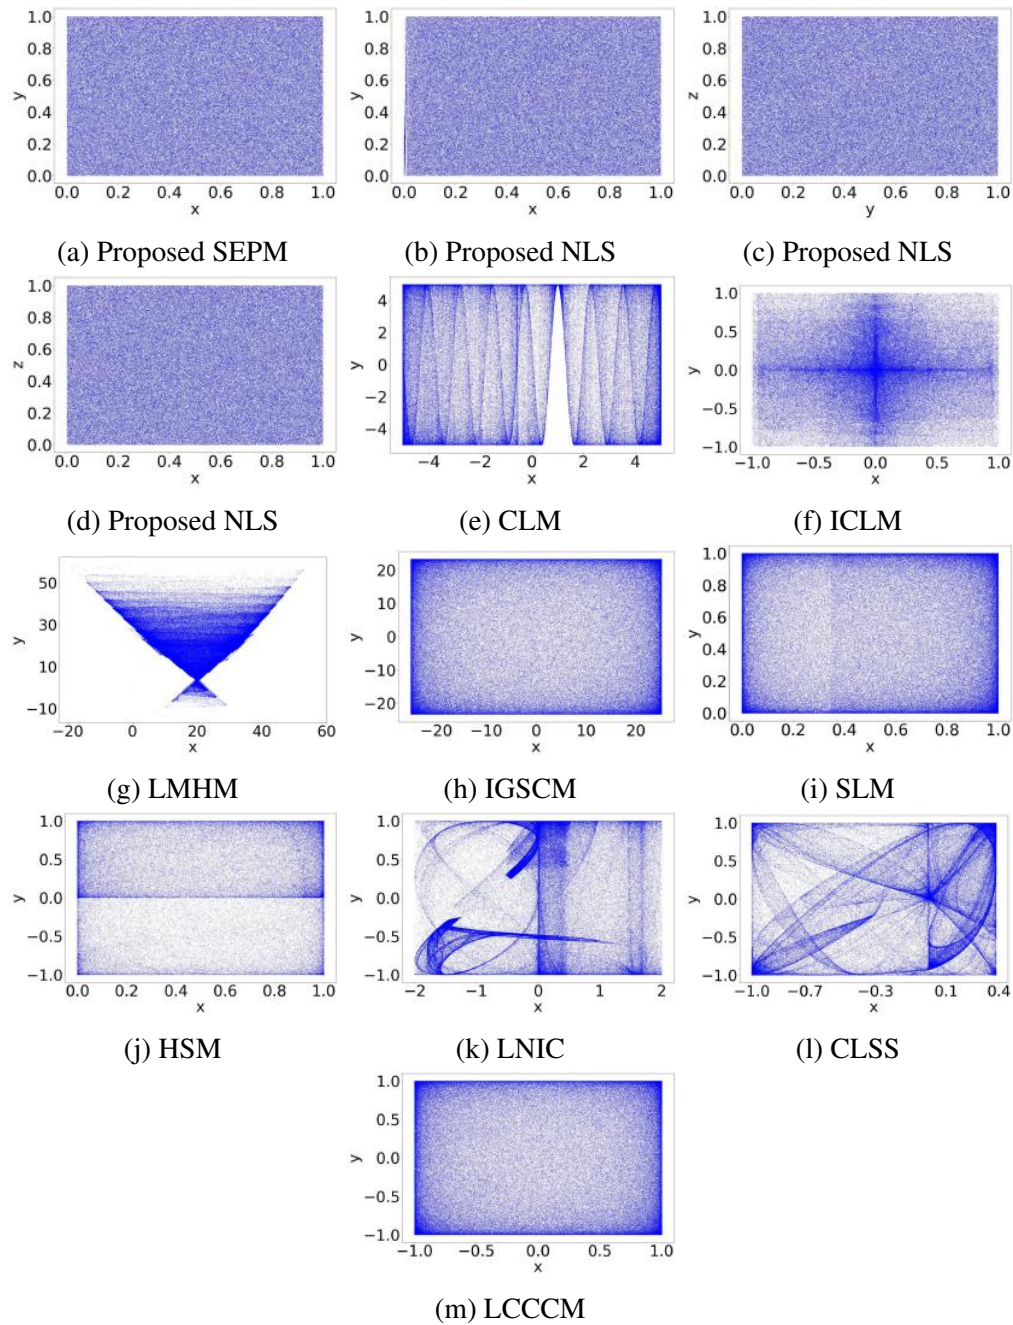 1.0
0.8
0.6
0.4
0.2
0.0
y
0.0 0.2 0.4 0.6 0.8 1.0
x
(a) Proposed SEPM
1.0
0.8
0.6
0.4
0.2
0.0
y
0.0 0.2 0.4 0.6 0.8 1.0
x
(b) Proposed NLS
1.0
0.8
0.6
0.4
0.2
0.0
z
0.0 0.2 0.4 0.6 0.8 1.0
y
(c) Proposed NLS
1.0
0.8
0.6
0.4
0.2
0.0
z
0.0 0.2 0.4 0.6 0.8 1.0
x
(d) Proposed NLS
4
2
0
−2
−4
y
−4 −2 0 2 4
x
(e) CLM
1.0
0.5
0.0
−0.5
−1.0
y
−1.0 −0.5 0.0 0.5 1.0
x
(f) ICLM
50
30
10
−10
y
−20 0 20 40 60
x
(g) LMHM
20
10
0
−10
−20
y
−20 −10 0 10 20
x
(h) IGSCM
1.0
0.8
0.6
0.4
0.2
0.0
y
0.0 0.2 0.4 0.6 0.8 1.0
x
(i) SLM
1.0
0.5
0.0
−0.5
−1.0
y
0.0 0.2 0.4 0.6 0.8 1.0
x
(j) HSM
1.0
0.5
0.0
−0.5
−1.0
y
−2 −1 0 1 2
x
(k) LNIC
1.0
0.5
0.0
−0.5
−1.0
y
−1.0 −0.7 −0.3 0.1 0.4
x
(l) CLSS
1.0
0.5
0.0
−0.5
−1.0
y
−1.0 −0.5 0.0 0.5 1.0
x
(m) LCCCM